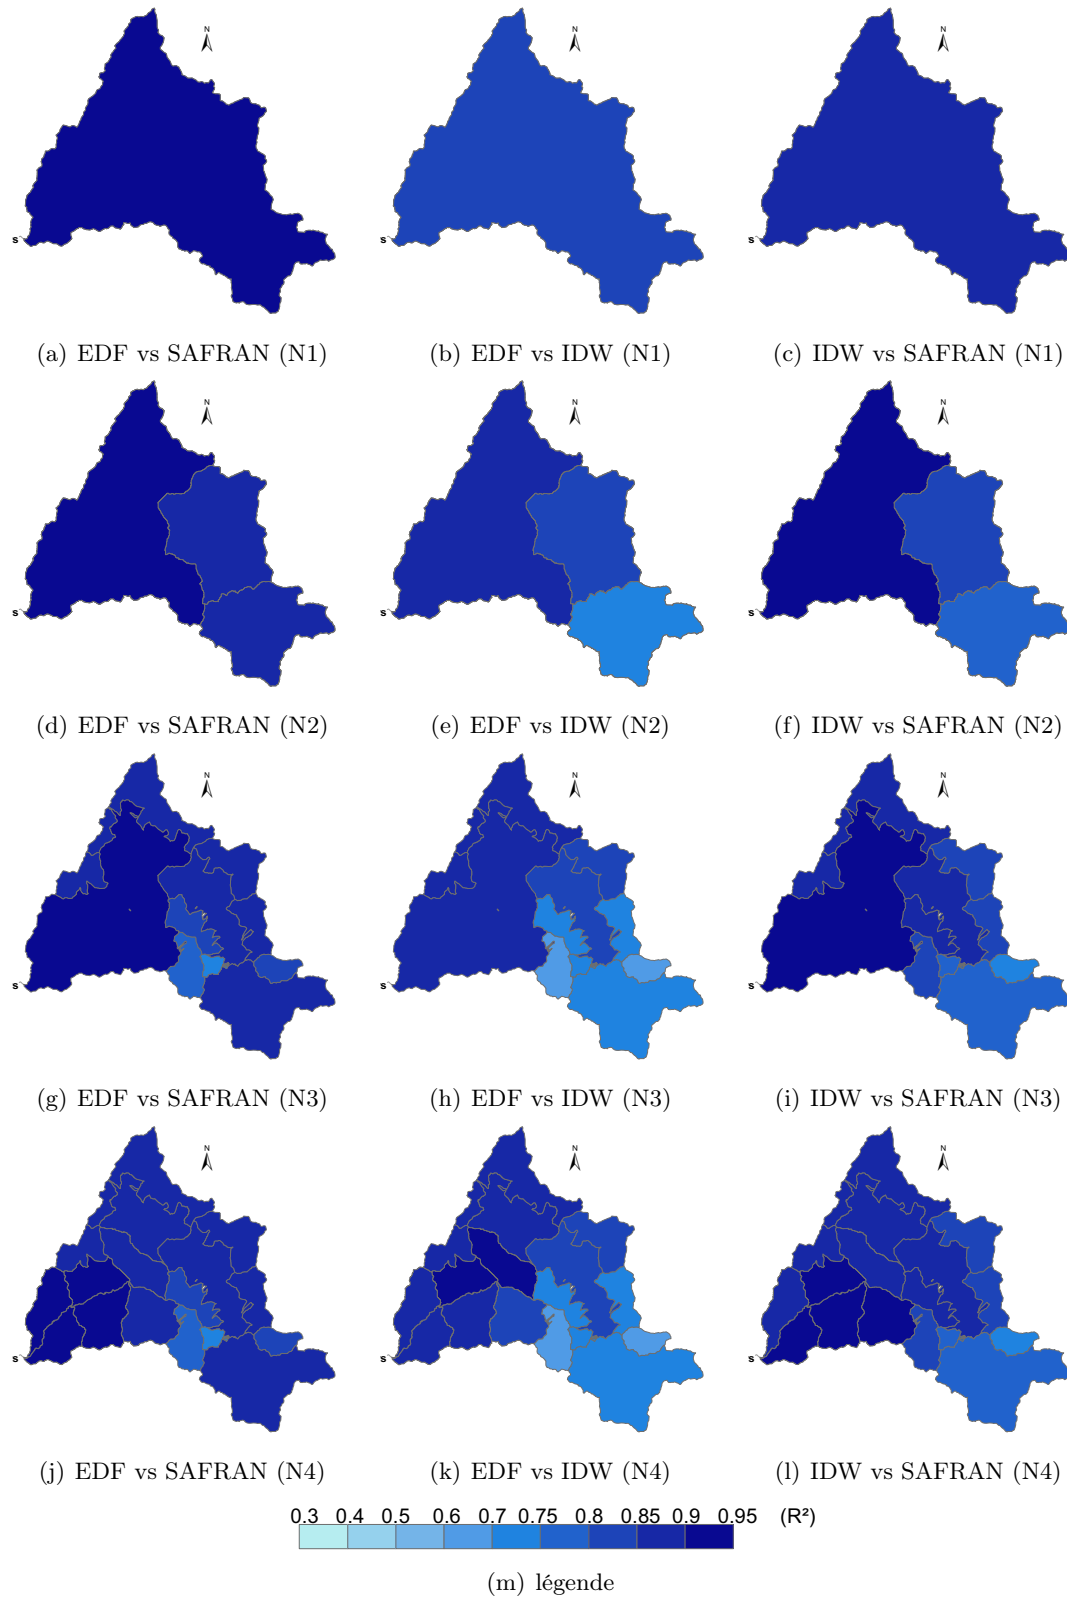 N
N
N
S
(a) EDF vs SAFRAN (N1)
(b) EDF vs IDW (N1)
(c) IDW vs SAFRAN (N1)
N
N
N
S
(d) EDF vs SAFRAN (N2)
(e) EDF vs IDW (N2)
(f) IDW vs SAFRAN (N2)
N
N
N
S
(g) EDF vs SAFRAN (N3)
(h) EDF vs IDW (N3)
(i) IDW vs SAFRAN (N3)
N
N
N
S
(j) EDF vs SAFRAN (N4)
(k) EDF vs IDW (N4)
(l) IDW vs SAFRAN (N4)
0.3 0.4 0.5 0.6 0.7 0.75 0.8 0.85 0.9 0.95 (R²)
(m) légende